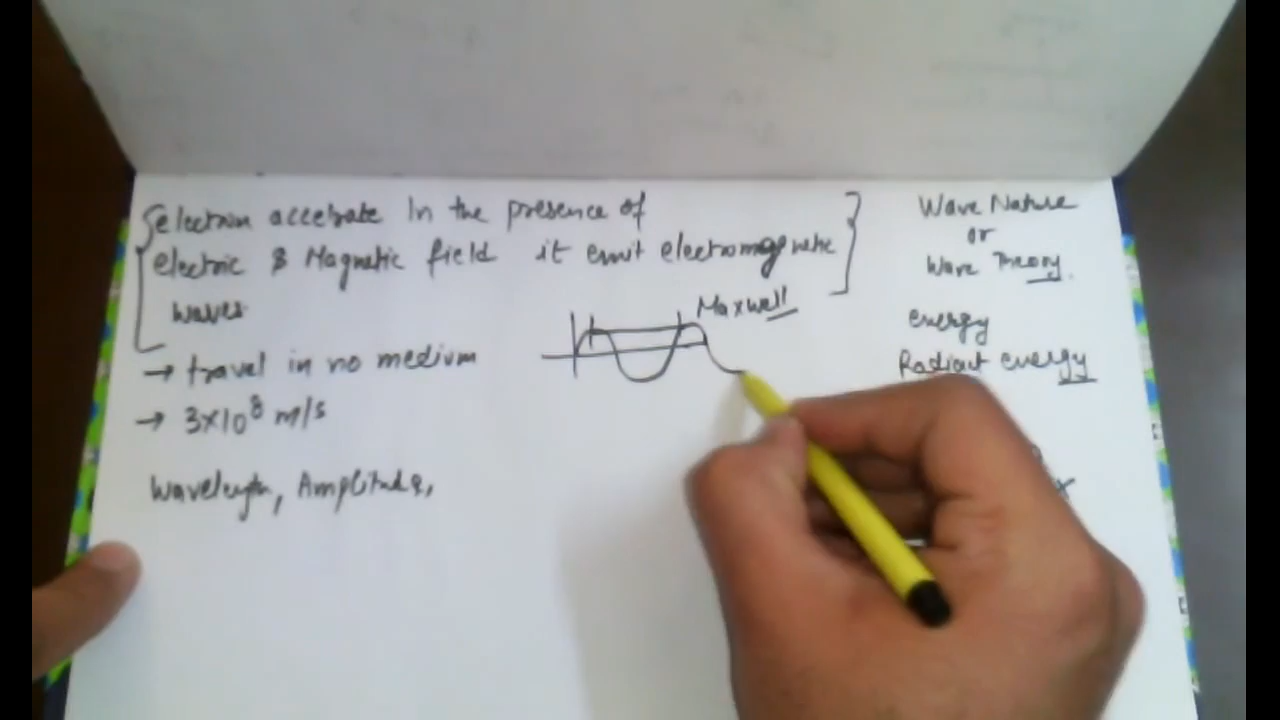 electron accelrate In the presence of
electric & Magnetic field it emit electromagnetic
waves
Maxwell
→ travel in no medium
→ 3×10⁸ m/s
Wavelength, Amplitude,
Wave Nature
or
Wave Theory
energy
Radiant energy